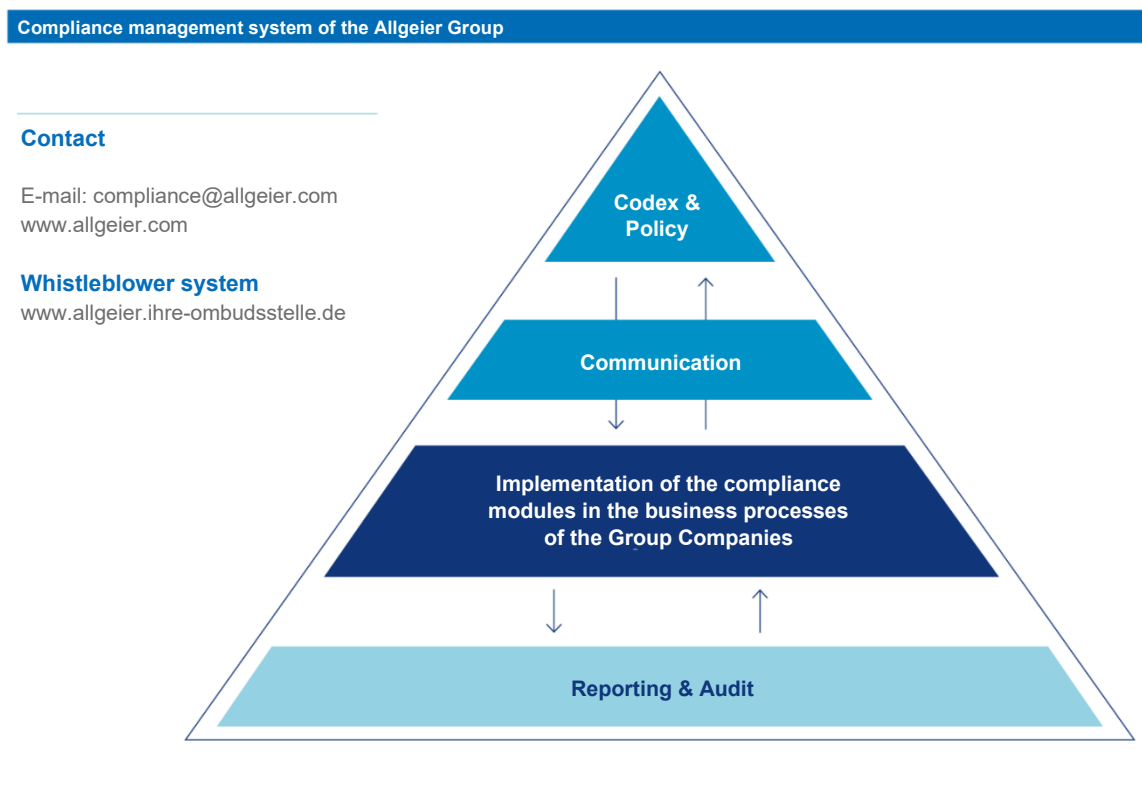 Compliance management system of the Allgeier Group
Contact
E-mail: compliance@allgeier.com
www.allgeier.com
Whistleblower system
www.allgeier.ihre-ombudsstelle.de
Codex &
Policy
Communication
Implementation of the compliance
modules in the business processes
of the Group Companies
Reporting & Audit